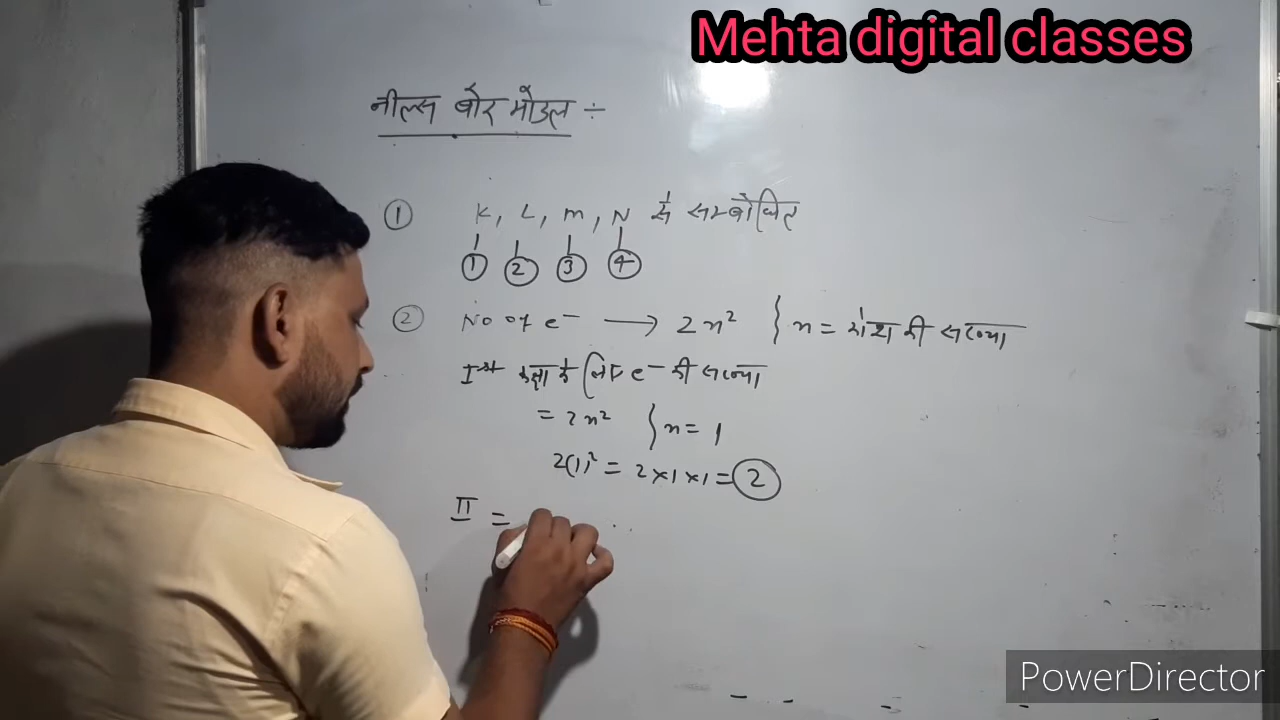 Mehta digital classes
नील्स बोर मॉडल ÷
① K, L, M, N से सम्बोधित
① ② ③ ④
② No of e⁻ → 2n² { n = कोश की संख्या
Iˢᵗ कक्षा के लिए e⁻ की संख्या
= 2n² { n = 1
2(1)² = 2×1×1 = 2
II =
PowerDirector